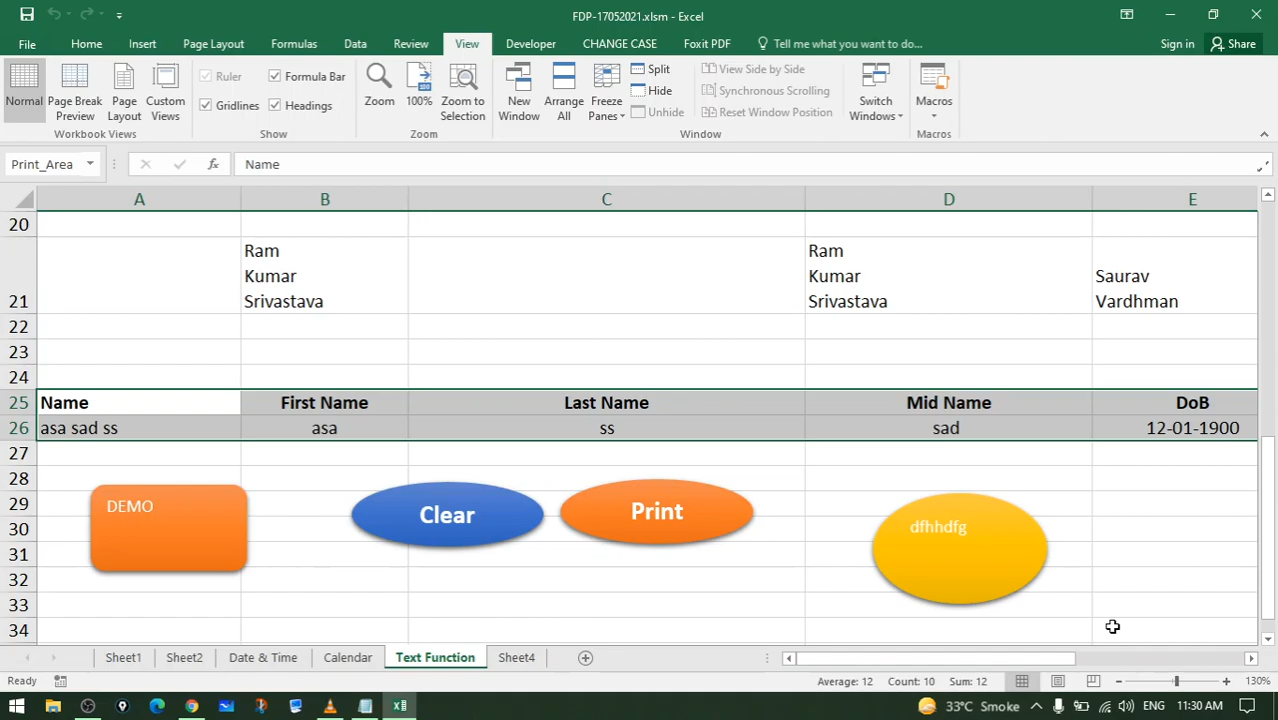 FDP-17052021.xlsm - Excel
File Home Insert Page Layout Formulas Data Review View Developer CHANGE CASE Foxit PDF Tell me what you want to do... Sign in Share
Normal
Page Break Preview
Page Layout
Custom Views
Workbook Views
Ruler
Formula Bar
Gridlines
Headings
Show
Zoom
100%
Zoom to Selection
Zoom
New Window
Arrange All
Freeze Panes
Split
Hide
Unhide
View Side by Side
Synchronous Scrolling
Reset Window Position
Window
Switch Windows
Macros
Macros
Print_Area fx Name
A B C D E
20
Ram Ram
Kumar Kumar Saurav
21 Srivastava Srivastava Vardhman
22
23
24
25 Name First Name Last Name Mid Name DoB
26 asa sad ss asa ss sad 12-01-1900
27
28
29
30
31
32
33
34
DEMO
Clear
Print
dfhhdfg
Sheet1 Sheet2 Date & Time Calendar Text Function Sheet4
Ready Average: 12 Count: 10 Sum: 12 130%
33°C Smoke ENG 11:30 AM